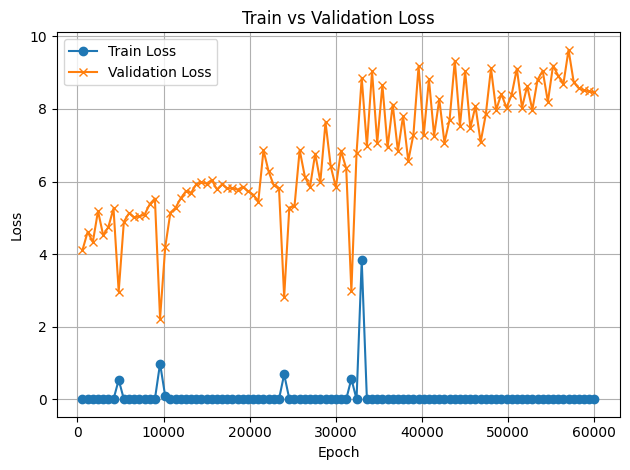 Train vs Validation Loss
Train Loss
Validation Loss
10
8
6
4
2
0
Loss
0 10000 20000 30000 40000 50000 60000
Epoch